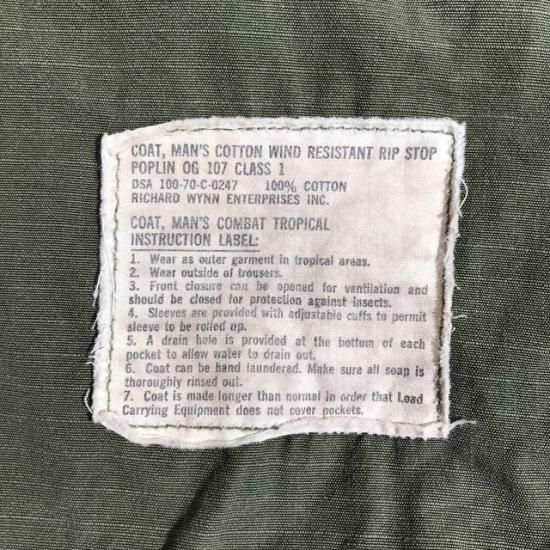 COAT, MAN'S COTTON WIND RESISTANT RIP STOP
POPLIN OG 107 CLASS 1
DSA 100-70-C-0247 100% COTTON
RICHARD WYNN ENTERPRISES INC.
COAT, MAN'S COMBAT TROPICAL
INSTRUCTION LABEL:
1. Wear as outer garment in tropical areas.
2. Wear outside of trousers.
3. Front closure can be opened for ventilation and
should be closed for protection against insects.
4. Sleeves are provided with adjustable cuffs to permit
sleeve to be rolled up.
5. A drain hole is provided at the bottom of each
pocket to allow water to drain out.
6. Coat can be hand laundered. Make sure all soap is
thoroughly rinsed out.
7. Coat is made longer than normal in order that Load
Carrying Equipment does not cover pockets.